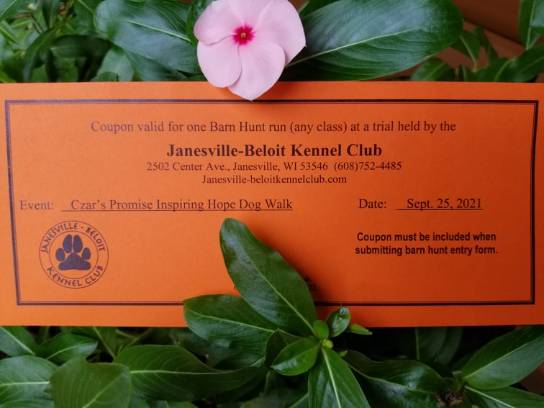 Coupon valid for one Barn Hunt run (any class) at a trial held by the
Janesville-Beloit Kennel Club
2502 Center Ave., Janesville, WI 53546 (608)752-4485
Janesville-beloitkennelclub.com
Event: Czar's Promise Inspiring Hope Dog Walk Date: Sept. 25, 2021
JANESVILLE - BELOIT
KENNEL CLUB
Coupon must be included when
submitting barn hunt entry form.